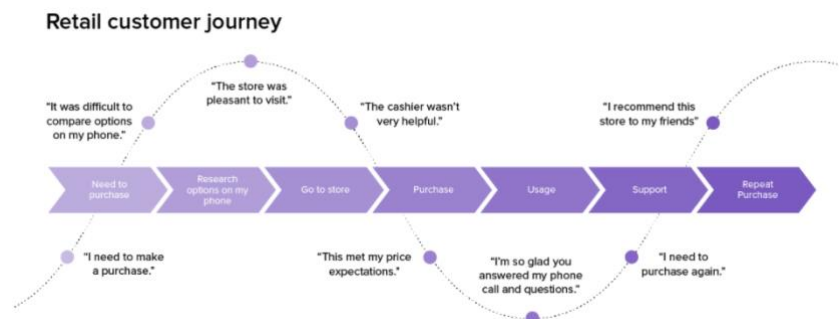 Retail customer journey
"It was difficult to
compare options
on my phone."
"The store was
pleasant to visit."
"The cashier wasn't
very helpful."
"I recommend this
store to my friends"
Need to
purchase
Research
options on my
phone
Go to store
Purchase
Usage
Support
Repeat
Purchase
"I need to make
a purchase."
"This met my price
expectations."
"I'm so glad you
answered my phone
call and questions."
"I need to
purchase again."